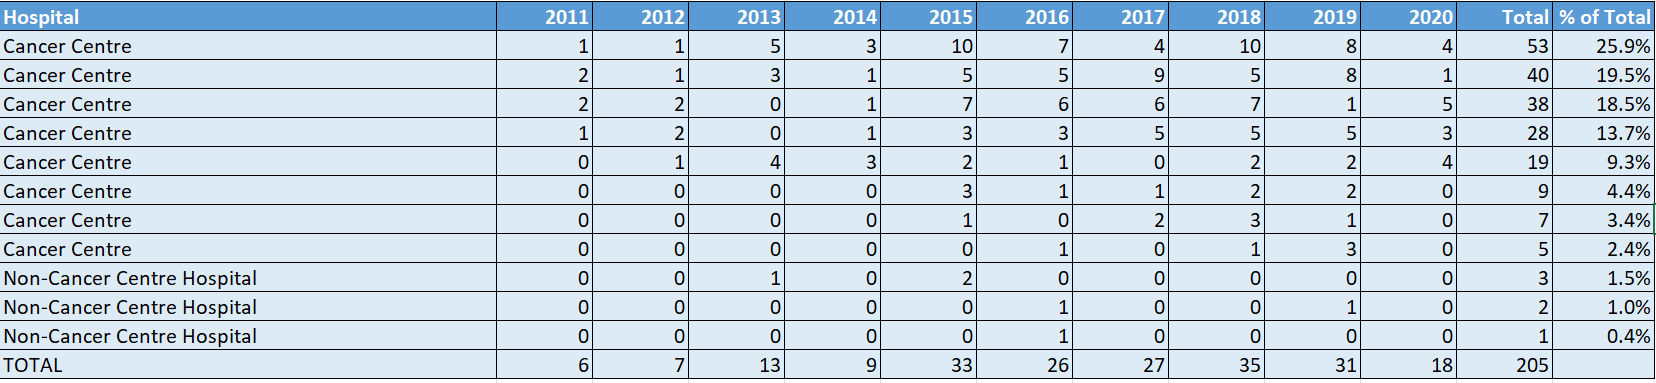 Hospital 2011 2012 2013 2014 2015 2016 2017 2018 2019 2020 Total % of Total
Cancer Centre 1 1 5 3 10 7 4 10 8 4 53 25.9%
Cancer Centre 2 1 3 1 5 5 9 5 8 1 40 19.5%
Cancer Centre 2 2 0 1 7 6 6 7 1 5 38 18.5%
Cancer Centre 1 2 0 1 3 3 5 5 5 3 28 13.7%
Cancer Centre 0 1 4 3 2 1 0 2 2 4 19 9.3%
Cancer Centre 0 0 0 0 3 1 1 2 2 0 9 4.4%
Cancer Centre 0 0 0 0 1 0 2 3 1 0 7 3.4%
Cancer Centre 0 0 0 0 0 1 0 1 3 0 5 2.4%
Non-Cancer Centre Hospital 0 0 1 0 2 0 0 0 0 0 3 1.5%
Non-Cancer Centre Hospital 0 0 0 0 0 1 0 0 1 0 2 1.0%
Non-Cancer Centre Hospital 0 0 0 0 0 1 0 0 0 0 1 0.4%
TOTAL 6 7 13 9 33 26 27 35 31 18 205